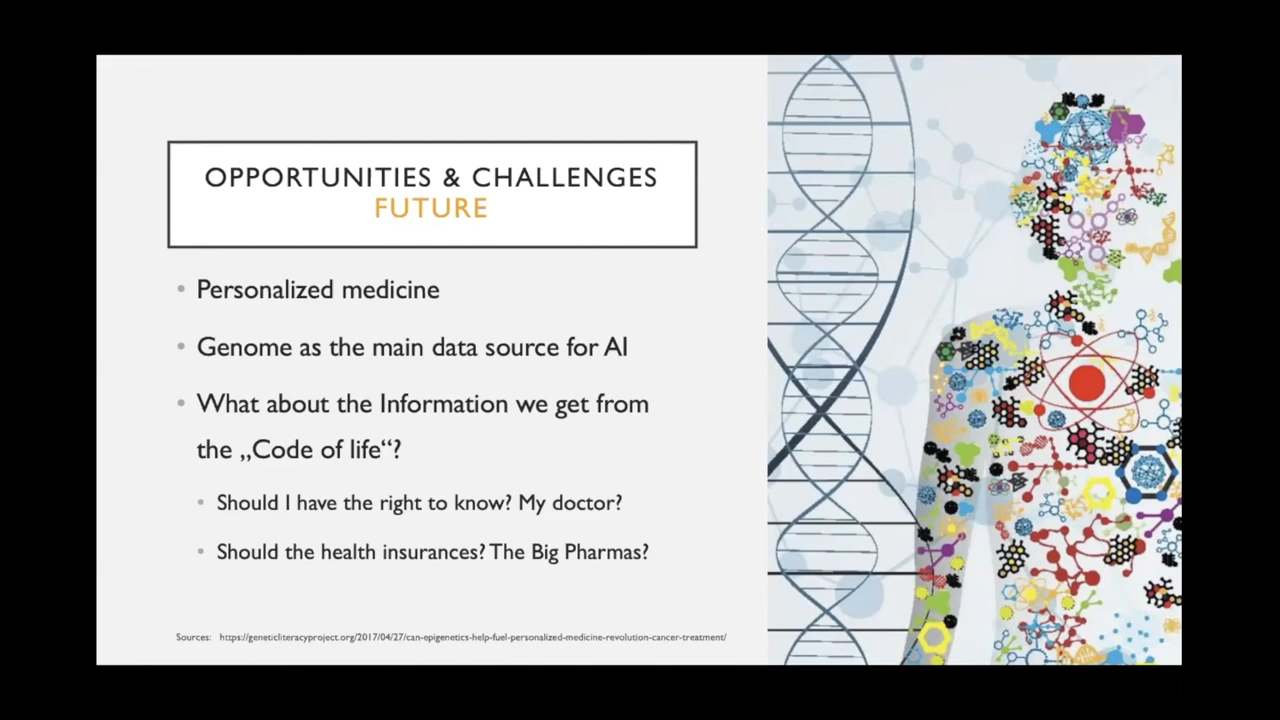 OPPORTUNITIES & CHALLENGES
FUTURE
• Personalized medicine
• Genome as the main data source for AI
• What about the Information we get from
the „Code of life“?
• Should I have the right to know? My doctor?
• Should the health insurances? The Big Pharmas?
Sources: https://geneticliteracyproject.org/2017/04/27/can-epigenetics-help-fuel-personalized-medicine-revolution-cancer-treatment/